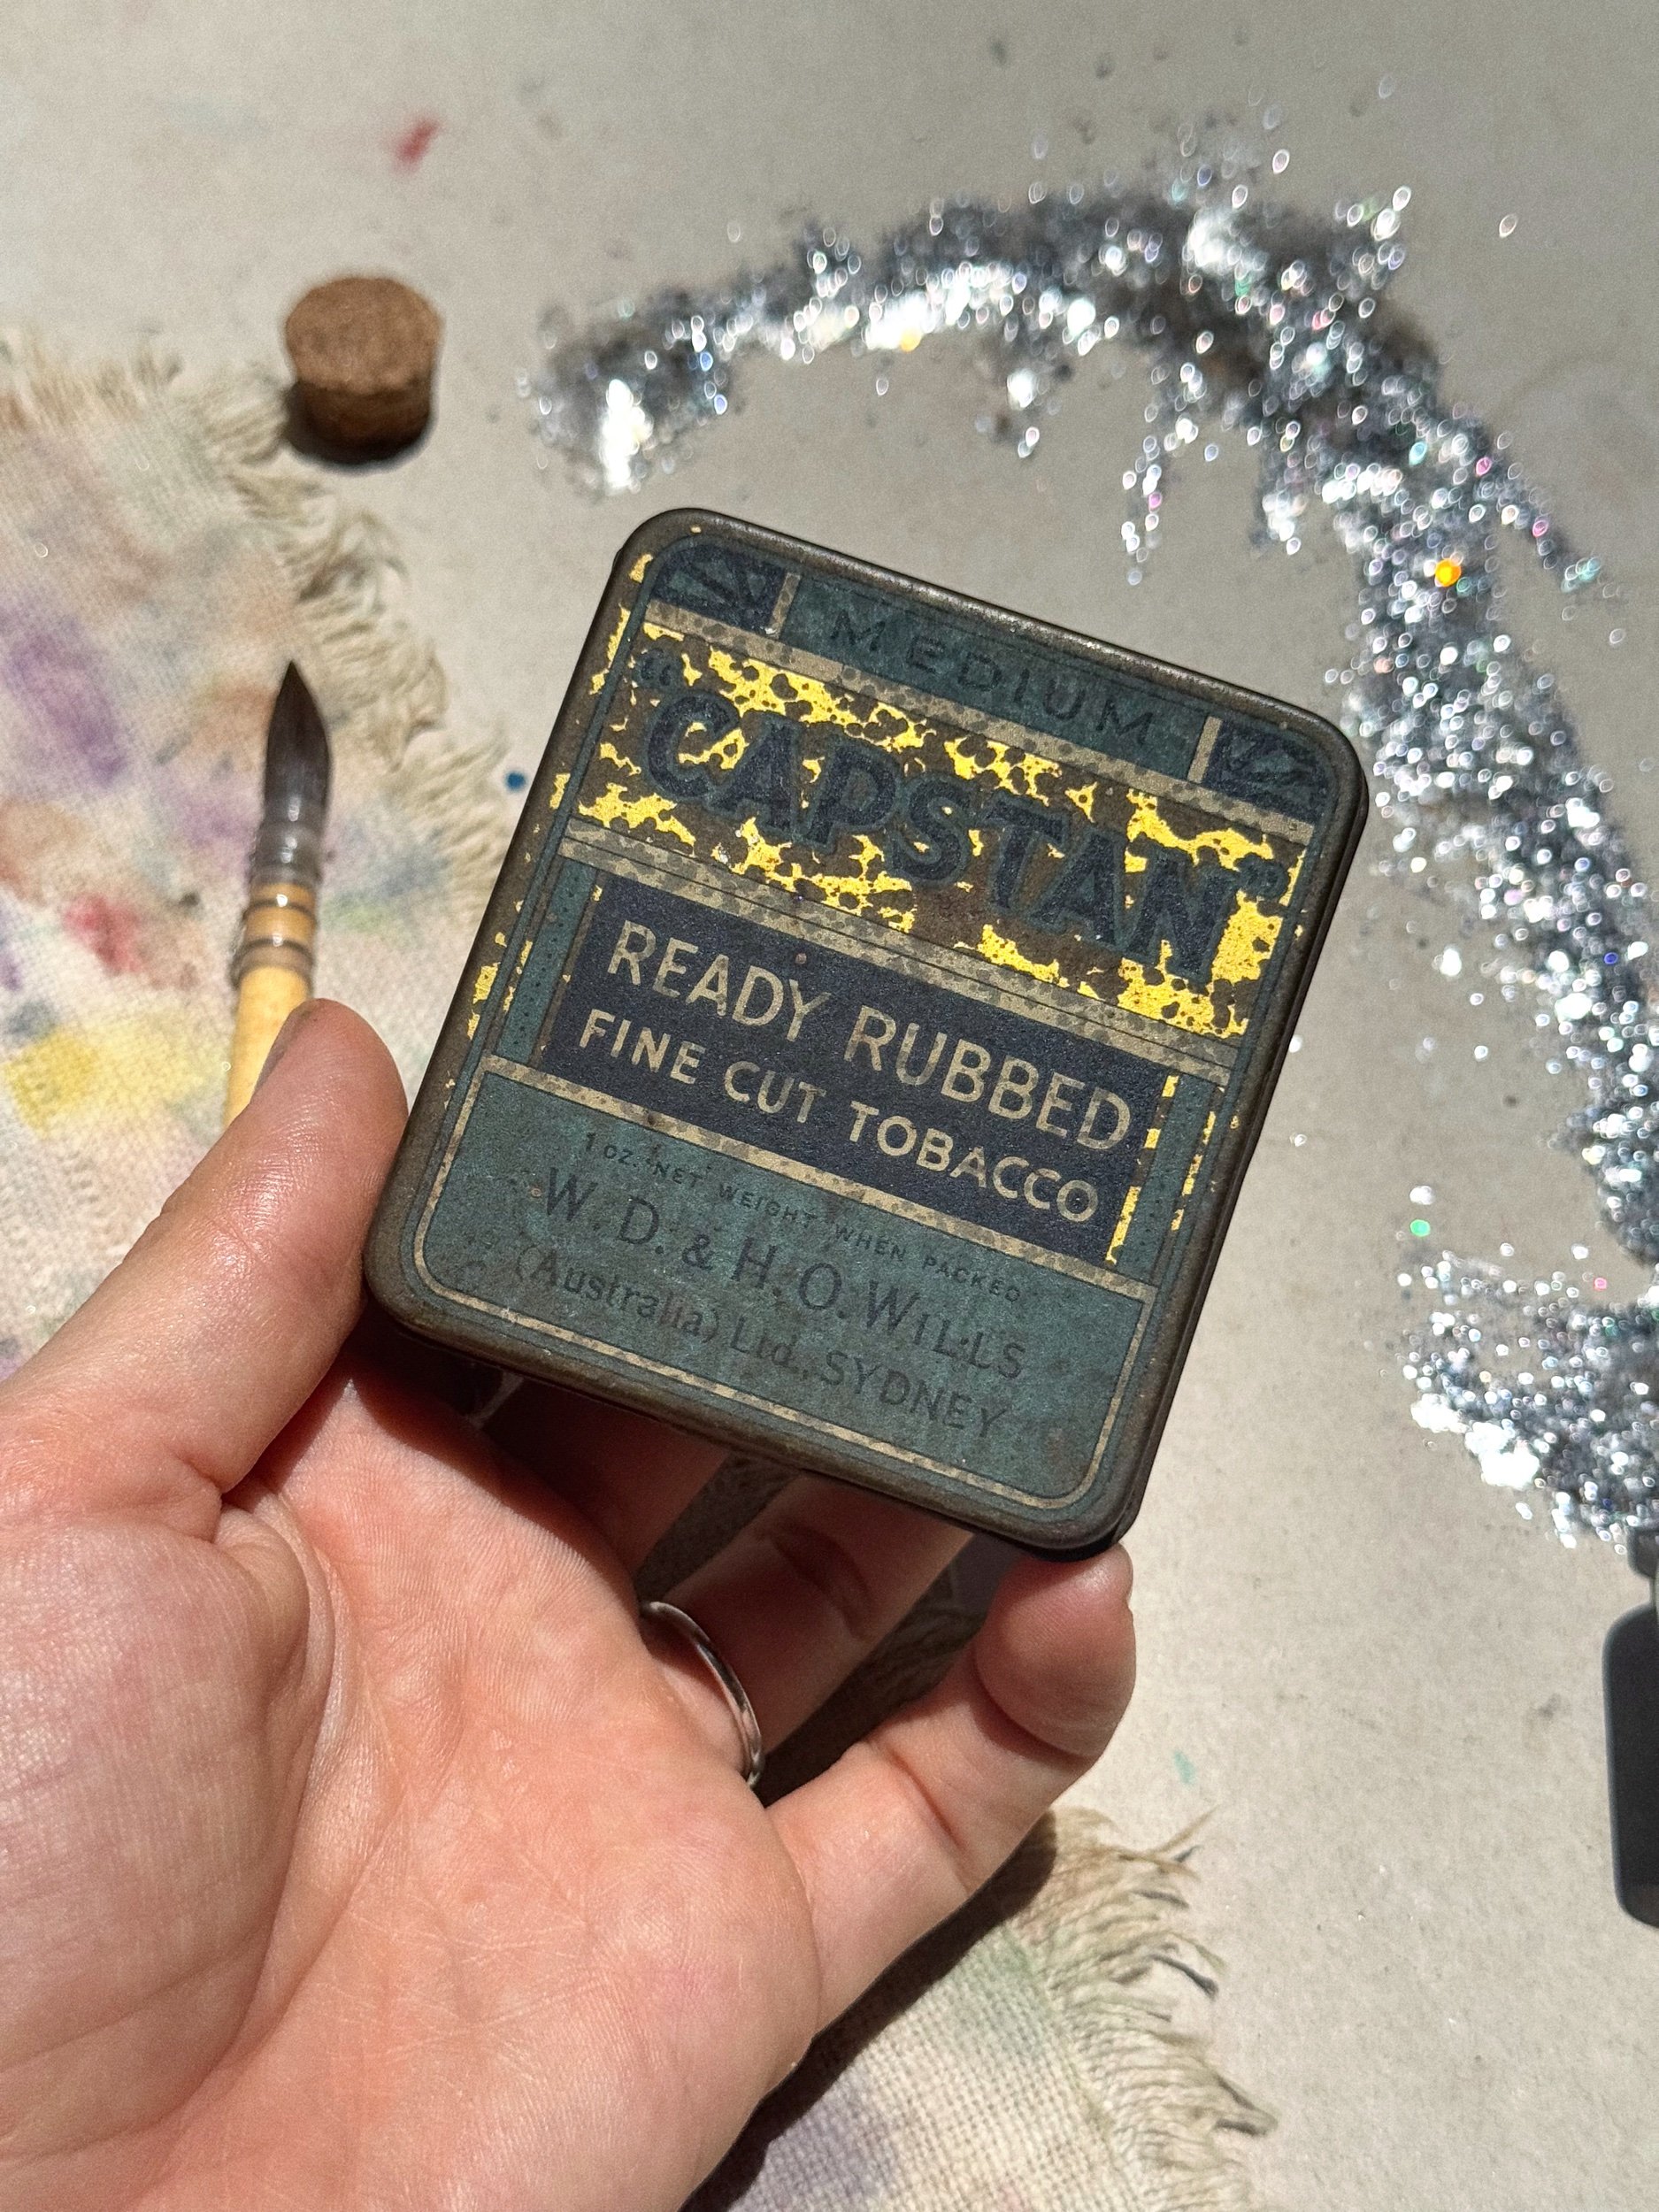 MEDIUM
"CAPSTAN"
READY RUBBED
FINE CUT TOBACCO
1 OZ. NET WEIGHT WHEN PACKED
W. D. & H. O. WILLS
(Australia) Ltd. SYDNEY